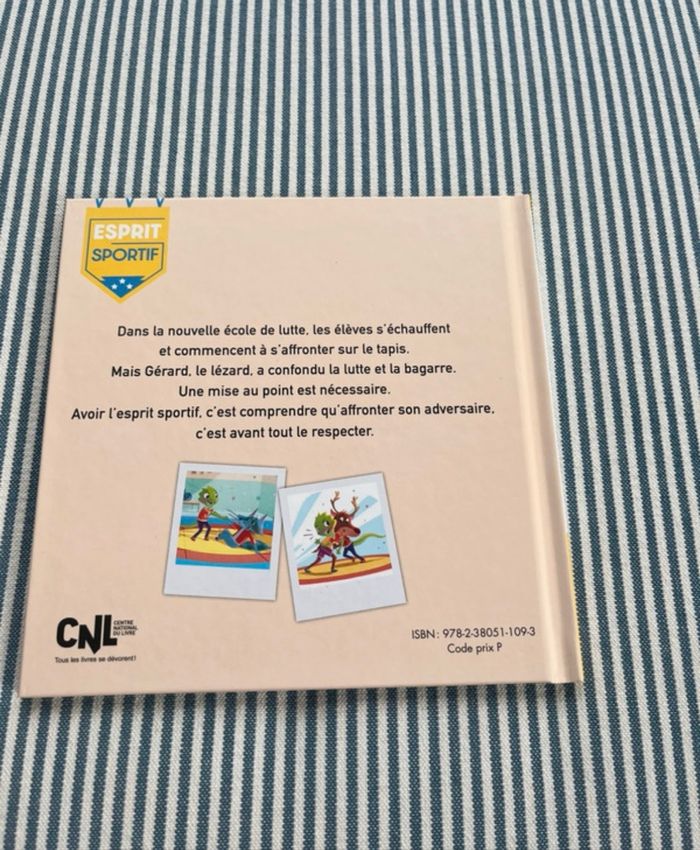 ESPRIT
SPORTIF
Dans la nouvelle école de lutte, les élèves s'échauffent
et commencent à s'affronter sur le tapis.
Mais Gérard, le lézard, a confondu la lutte et la bagarre.
Une mise au point est nécessaire.
Avoir l'esprit sportif, c'est comprendre qu'affronter son adversaire,
c'est avant tout le respecter.
CNL CENTRE
NATIONAL
DU LIVRE
Tous les livres se dévorent!
ISBN: 978-2-38051-109-3
Code prix P